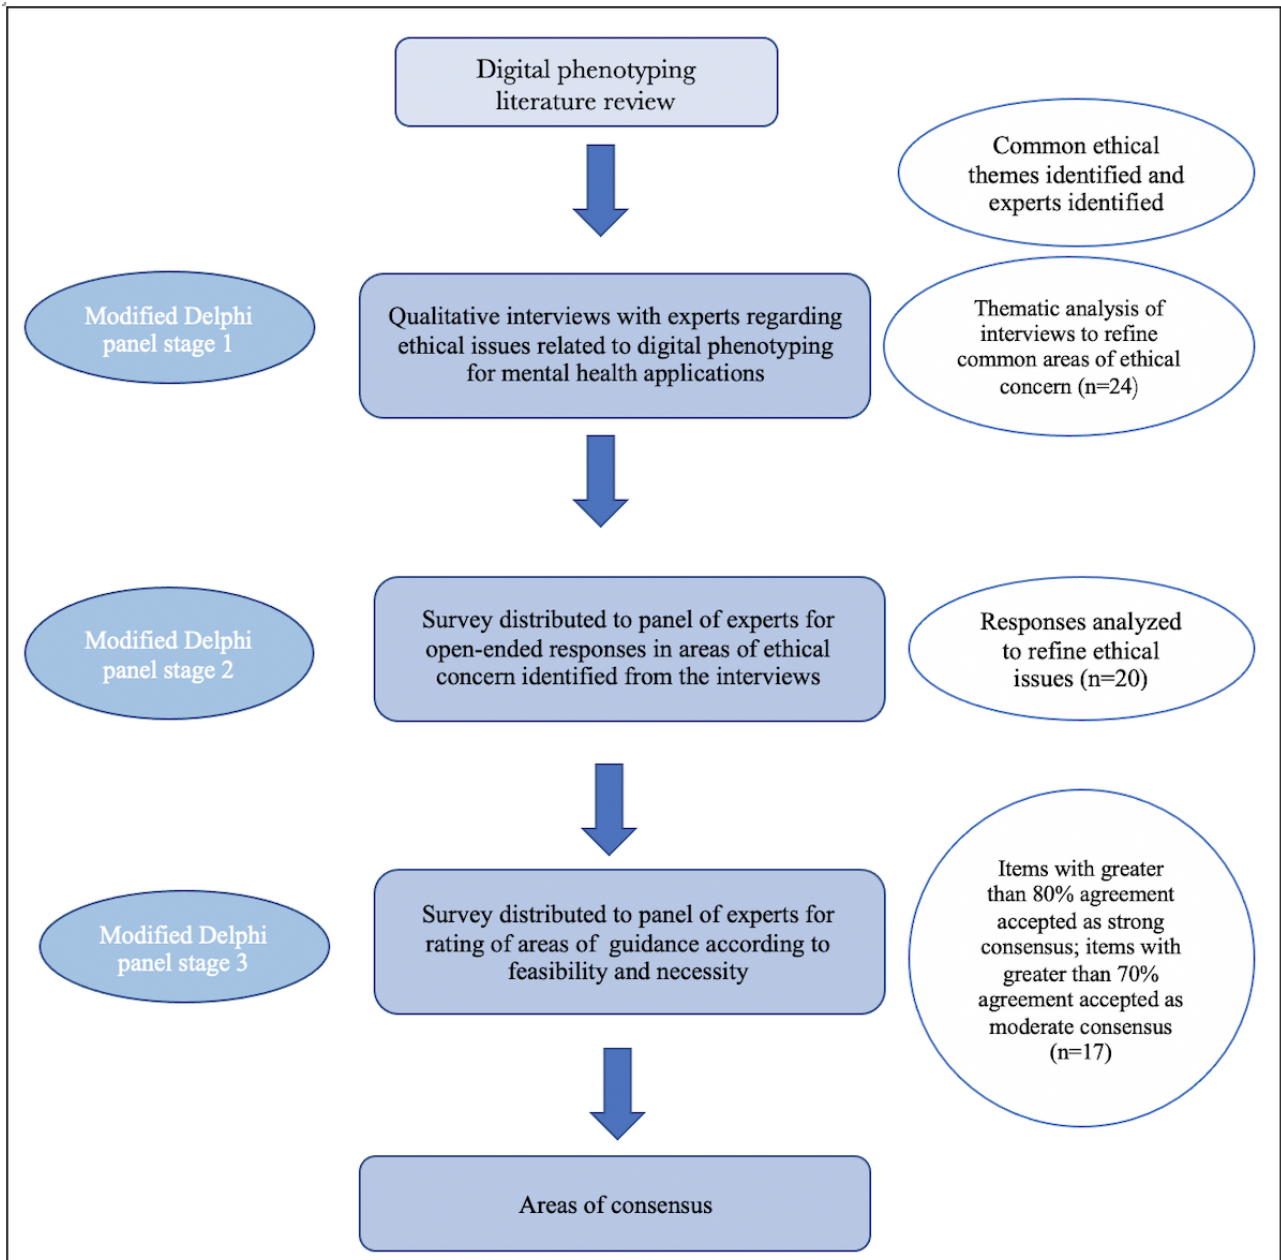 Digital phenotyping
literature review
Common ethical
themes identified and
experts identified
Modified Delphi
panel stage 1
Qualitative interviews with experts regarding
ethical issues related to digital phenotyping
for mental health applications
Thematic analysis of
interviews to refine
common areas of ethical
concern (n=24)
Modified Delphi
panel stage 2
Survey distributed to panel of experts for
open-ended responses in areas of ethical
concern identified from the interviews
Responses analyzed
to refine ethical
issues (n=20)
Modified Delphi
panel stage 3
Survey distributed to panel of experts for
rating of areas of guidance according to
feasibility and necessity
Items with greater
than 80% agreement
accepted as strong
consensus; items with
greater than 70%
agreement accepted as
moderate consensus
(n=17)
Areas of consensus